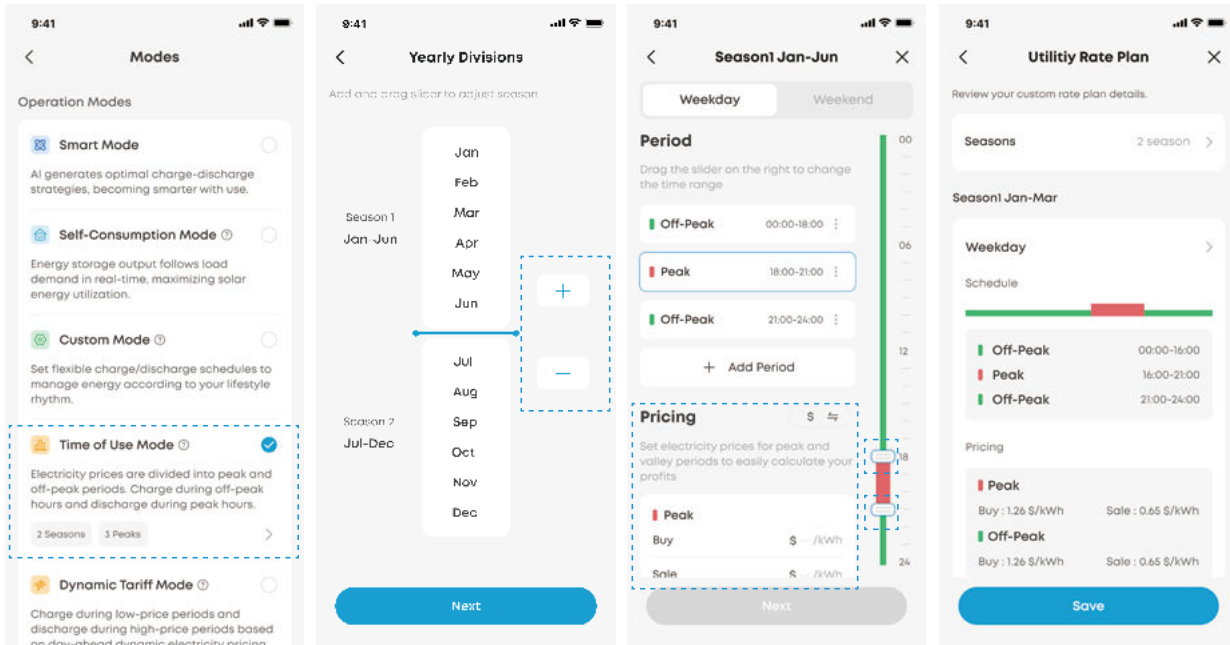 9:41
Modes
Operation Modes
Smart Mode
AI generates optimal charge-discharge
strategies, becoming smarter with use.
Self-Consumption Mode ?
Energy storage output follows load
demand in real-time, maximizing solar
energy utilization.
Custom Mode ?
Set flexible charge/discharge schedules to
manage energy according to your lifestyle
rhythm.
Time of Use Mode ?
Electricity prices are divided into peak and
off-peak periods. Charge during off-peak
hours and discharge during peak hours.
2 Seasons 3 Peaks
Dynamic Tariff Mode ?
Charge during low-price periods and
discharge during high-price periods based
on day-ahead dynamic electricity pricing
9:41
Yearly Divisions
Add and drag slider to adjust season
Season 1
Jan-Jun
Jan
Feb
Mar
Apr
May
Jun
+
−
Season 2
Jul-Dec
Jul
Aug
Sep
Oct
Nov
Dec
Next
9:41
Season1 Jan-Jun
Weekday Weekend
Period
Drag the slider on the right to change
the time range
Off-Peak 00:00-18:00
Peak 18:00-21:00
Off-Peak 21:00-24:00
+ Add Period
Pricing $
Set electricity prices for peak and
valley periods to easily calculate your
profits
Peak
Buy $ -- /kWh
Sale $ -- /kWh
Next
00
06
12
18
24
9:41
Utilitiy Rate Plan
Review your custom rate plan details.
Seasons 2 season
Season1 Jan-Mar
Weekday
Schedule
Off-Peak 00:00-16:00
Peak 16:00-21:00
Off-Peak 21:00-24:00
Pricing
Peak
Buy : 1.26 $/kWh Sale : 0.65 $/kWh
Off-Peak
Buy : 1.26 $/kWh Sale : 0.65 $/kWh
Save